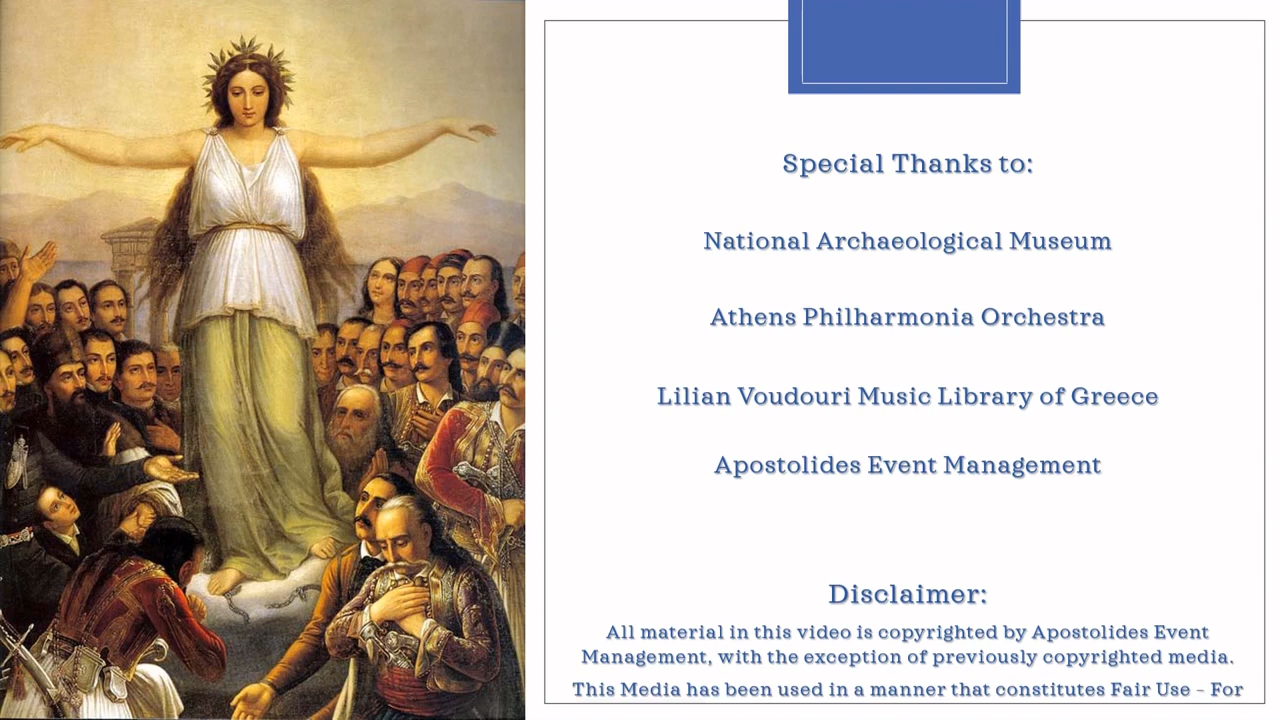 Special Thanks to:
National Archaeological Museum
Athens Philharmonia Orchestra
Lilian Voudouri Music Library of Greece
Apostolides Event Management
Disclaimer:
All material in this video is copyrighted by Apostolides Event
Management, with the exception of previously copyrighted media.
This Media has been used in a manner that constitutes Fair Use - For